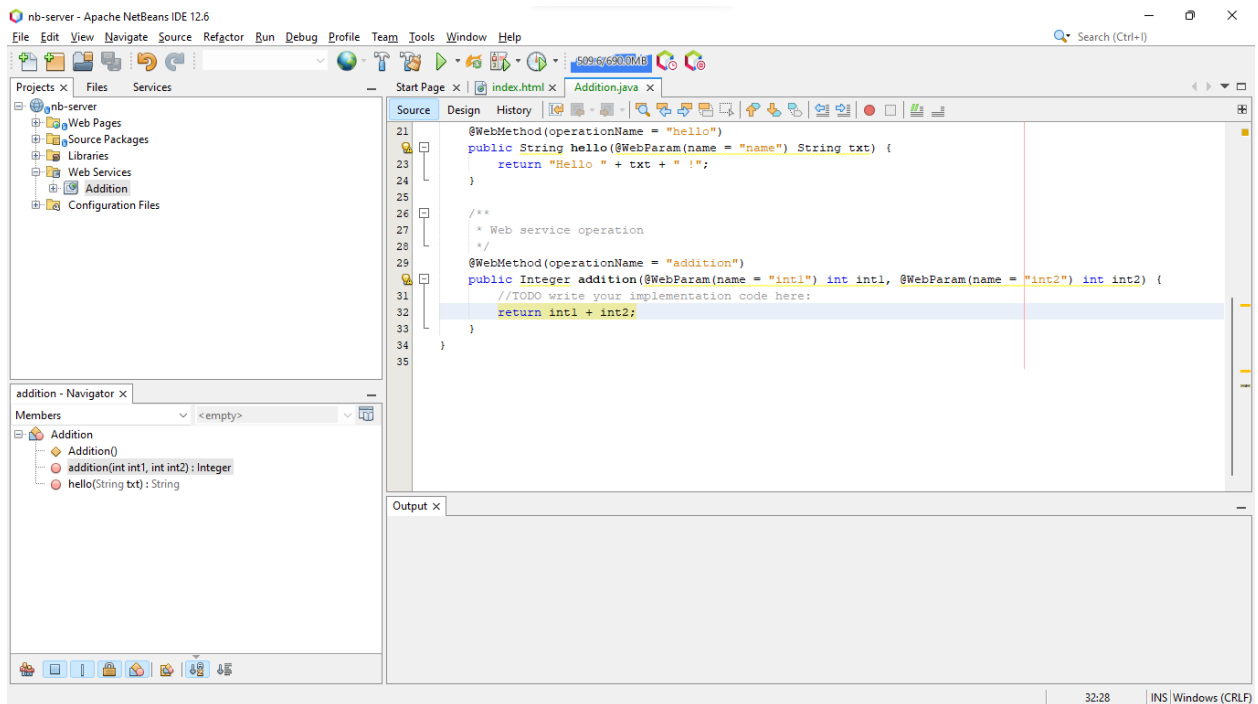 nb-server - Apache NetBeans IDE 12.6
File Edit View Navigate Source Refactor Run Debug Profile Team Tools Window Help
Search (Ctrl+I)
509.6/690.0MB
Projects Files Services
nb-server
Web Pages
Source Packages
Libraries
Web Services
Addition
Configuration Files
Start Page index.html Addition.java
Source Design History
21 @WebMethod(operationName = "hello")
public String hello(@WebParam(name = "name") String txt) {
23 return "Hello " + txt + " !";
24 }
25
26 /**
27 * Web service operation
28 */
29 @WebMethod(operationName = "addition")
public Integer addition(@WebParam(name = "int1") int int1, @WebParam(name = "int2") int int2) {
31 //TODO write your implementation code here:
32 return int1 + int2;
33 }
34 }
35
addition - Navigator
Members <empty>
Addition
Addition()
addition(int int1, int int2) : Integer
hello(String txt) : String
Output
32:28 INS Windows (CRLF)